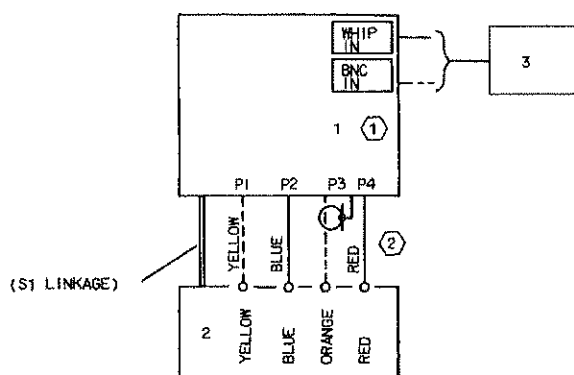 WHIP
IN
BNC
IN
3
1 1
P1 P2 P3 P4
YELLOW BLUE RED
2
(S1 LINKAGE)
2
YELLOW BLUE ORANGE RED